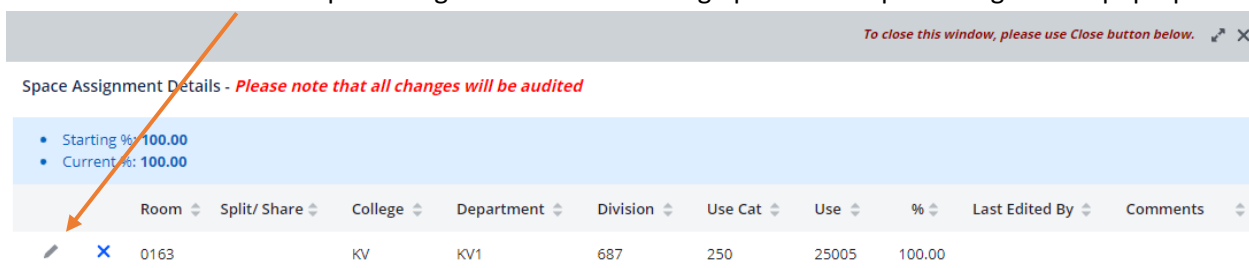 To close this window, please use Close button below.
Space Assignment Details - Please note that all changes will be audited
• Starting %: 100.00
• Current %: 100.00
Room Split/ Share College Department Division Use Cat Use % Last Edited By Comments
0163 KV KV1 687 250 25005 100.00